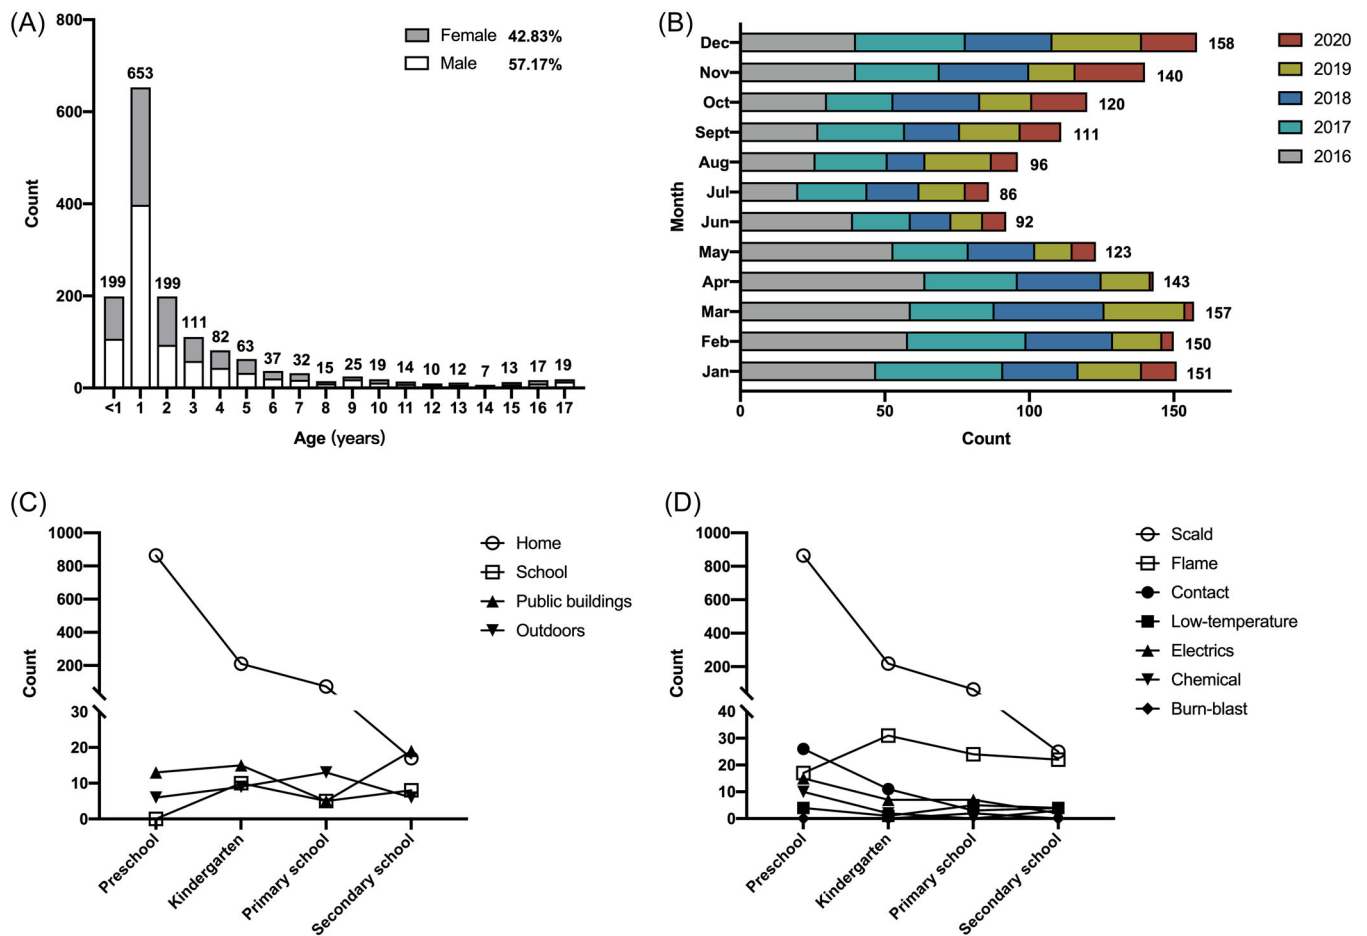 (A)
800
600
400
200
0
Count
Female 42.83%
Male 57.17%
199
653
199
111
82
63
37
32
15
25
19
14
10
12
7
13
17
19
<1 1 2 3 4 5 6 7 8 9 10 11 12 13 14 15 16 17
Age (years)
(B)
Month
Dec 158
Nov 140
Oct 120
Sept 111
Aug 96
Jul 86
Jun 92
May 123
Apr 143
Mar 157
Feb 150
Jan 151
0 50 100 150
Count
2020
2019
2018
2017
2016
(C)
1000
800
600
400
200
30
20
10
0
Count
Home
School
Public buildings
Outdoors
Preschool
Kindergarten
Primary school
Secondary school
(D)
1000
800
600
400
200
40
30
20
10
0
Count
Scald
Flame
Contact
Low-temperature
Electrics
Chemical
Burn-blast
Preschool
Kindergarten
Primary school
Secondary school